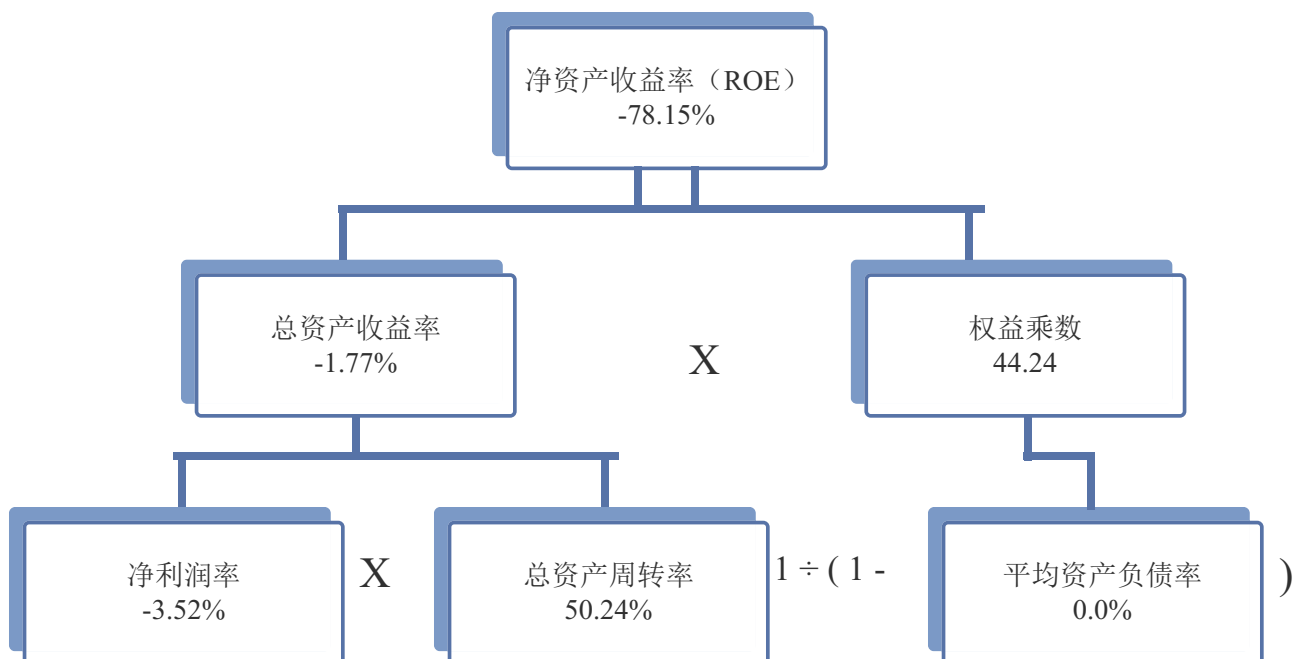 净资产收益率（ROE）
-78.15%
总资产收益率
-1.77%
X
权益乘数
44.24
净利润率
-3.52%
X
总资产周转率
50.24%
1 ÷ ( 1 -
平均资产负债率
0.0%
)